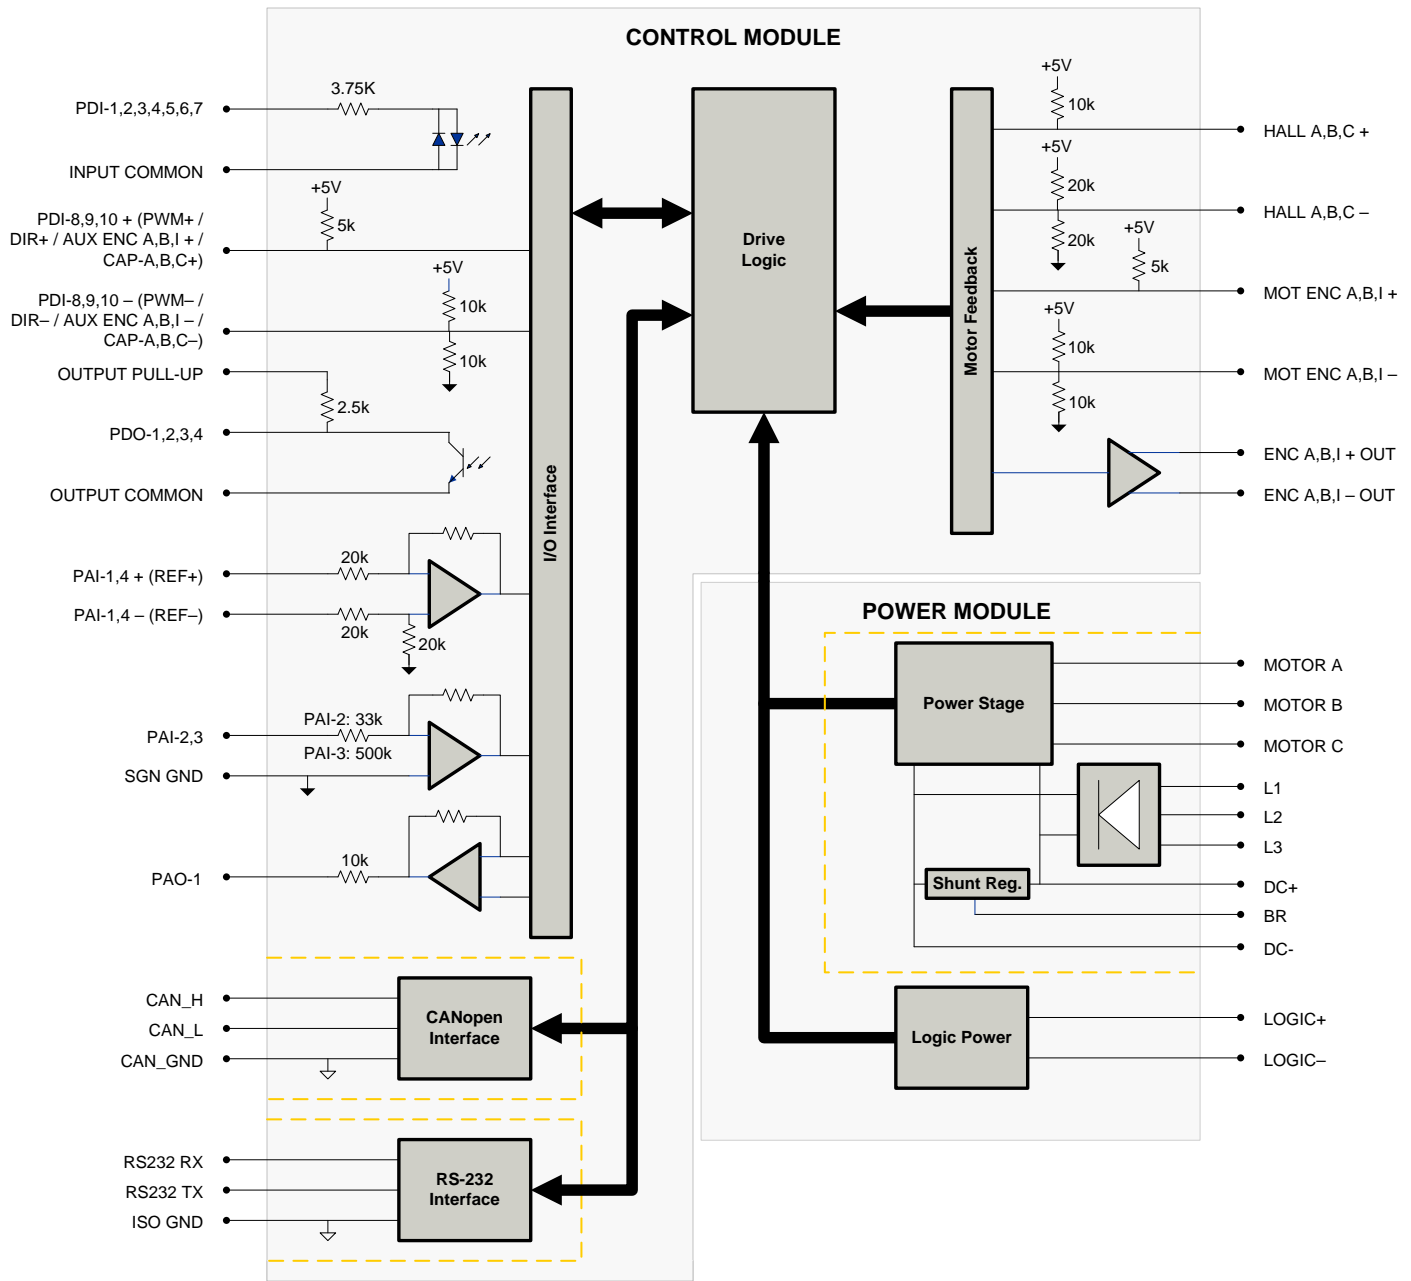 CONTROL MODULE
PDI-1,2,3,4,5,6,7
3.75K
INPUT COMMON
+5V
5k
PDI-8,9,10 + (PWM+ /
DIR+ / AUX ENC A,B,I + /
CAP-A,B,C+)
+5V
10k
PDI-8,9,10 – (PWM– /
DIR– / AUX ENC A,B,I – /
CAP-A,B,C–)
10k
OUTPUT PULL-UP
2.5k
PDO-1,2,3,4
OUTPUT COMMON
20k
PAI-1,4 + (REF+)
PAI-1,4 – (REF–)
20k
20k
PAI-2: 33k
PAI-2,3
PAI-3: 500k
SGN GND
10k
PAO-1
I/O Interface
CAN_H
CAN_L
CAN_GND
CANopen
Interface
RS232 RX
RS232 TX
ISO GND
RS-232
Interface
Drive
Logic
Motor Feedback
+5V
10k
HALL A,B,C +
+5V
20k
HALL A,B,C –
20k
+5V
5k
MOT ENC A,B,I +
+5V
10k
MOT ENC A,B,I –
10k
ENC A,B,I + OUT
ENC A,B,I – OUT
POWER MODULE
Power Stage
MOTOR A
MOTOR B
MOTOR C
L1
L2
L3
Shunt Reg.
DC+
BR
DC-
Logic Power
LOGIC+
LOGIC–